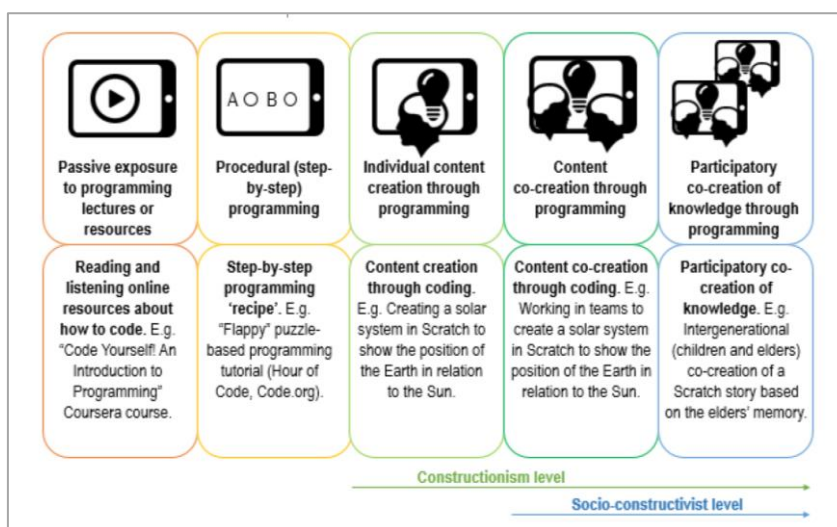 A O B O
Passive exposure
to programming
lectures or
resources
Procedural (step-
by-step)
programming
Individual content
creation through
programming
Content
co-creation through
programming
Participatory
co-creation of
knowledge through
programming
Reading and
listening online
resources about
how to code. E.g.
“Code Yourself! An
Introduction to
Programming”
Coursera course.
Step-by-step
programming
‘recipe’. E.g.
“Flappy” puzzle-
based programming
tutorial (Hour of
Code, Code.org).
Content creation
through coding.
E.g. Creating a solar
system in Scratch to
show the position of
the Earth in relation
to the Sun.
Content co-creation
through coding. E.g.
Working in teams to
create a solar system
in Scratch to show the
position of the Earth in
relation to the Sun.
Participatory co-
creation of
knowledge. E.g.
Intergenerational
(children and elders)
co-creation of a
Scratch story based
on the elders’ memory.
Constructionism level
Socio-constructivist level